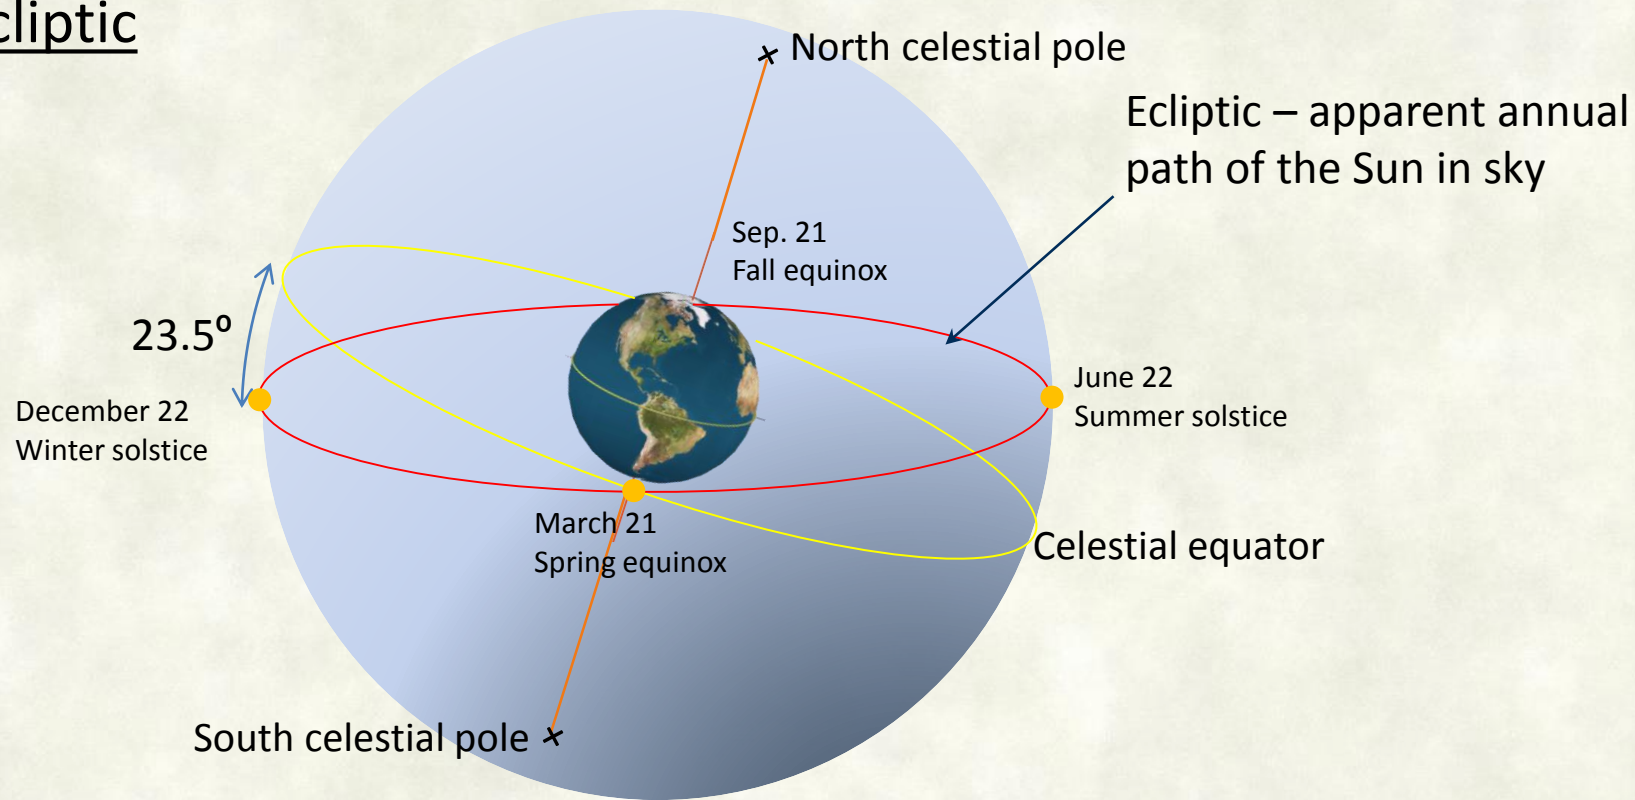 cliptic
North celestial pole
Ecliptic – apparent annual
path of the Sun in sky
Sep. 21
Fall equinox
23.5⁰
June 22
Summer solstice
December 22
Winter solstice
March 21
Spring equinox
Celestial equator
South celestial pole